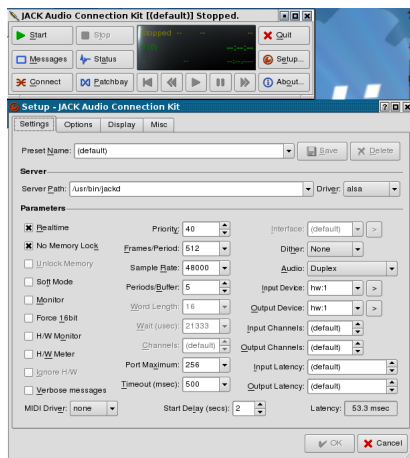 JACK Audio Connection Kit [(default)] Stopped.
Start Stop Stopped -- -- Quit
Messages Status Setup...
Connect Patchbay About...
Setup - JACK Audio Connection Kit
Settings Options Display Misc
Preset Name: (default) Save Delete
Server
Server Path: /usr/bin/jackd Driver: alsa
Parameters
Realtime Priority: 40 Interface: (default) >
No Memory Lock Frames/Period: 512 Dither: None
Unlock Memory Sample Rate: 48000 Audio: Duplex
Soft Mode Periods/Buffer: 5 Input Device: hw:1 >
Monitor Word Length: 16 Output Device: hw:1 >
Force 16bit Wait (usec): 21333 Input Channels: (default)
H/W Monitor Channels: (default) Output Channels: (default)
H/W Meter Port Maximum: 256 Input Latency: (default)
Ignore H/W Timeout (msec): 500 Output Latency: (default)
Verbose messages
MIDI Driver: none Start Delay (secs): 2 Latency: 53.3 msec
OK Cancel